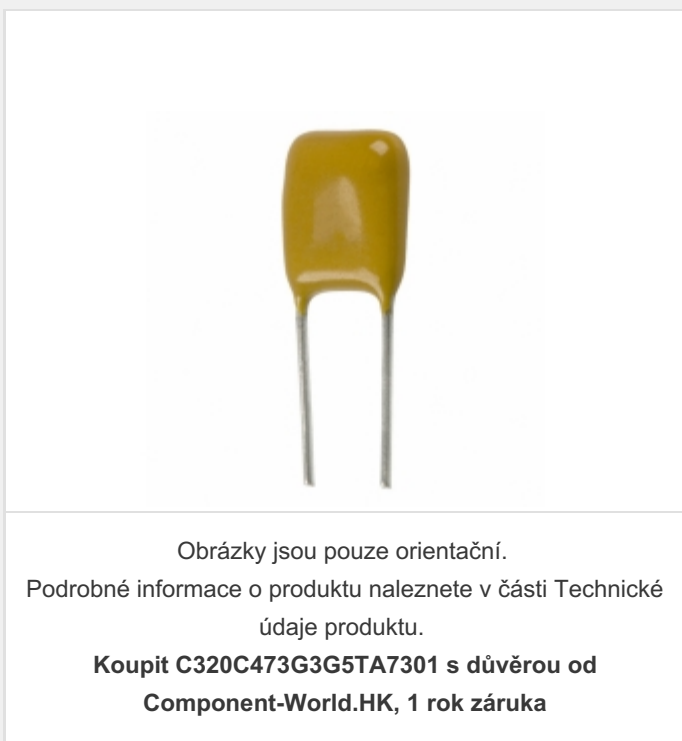 Obrázky jsou pouze orientační.
Podrobné informace o produktu naleznete v části Technické
údaje produktu.
Koupit C320C473G3G5TA7301 s důvěrou od
Component-World.HK, 1 rok záruka